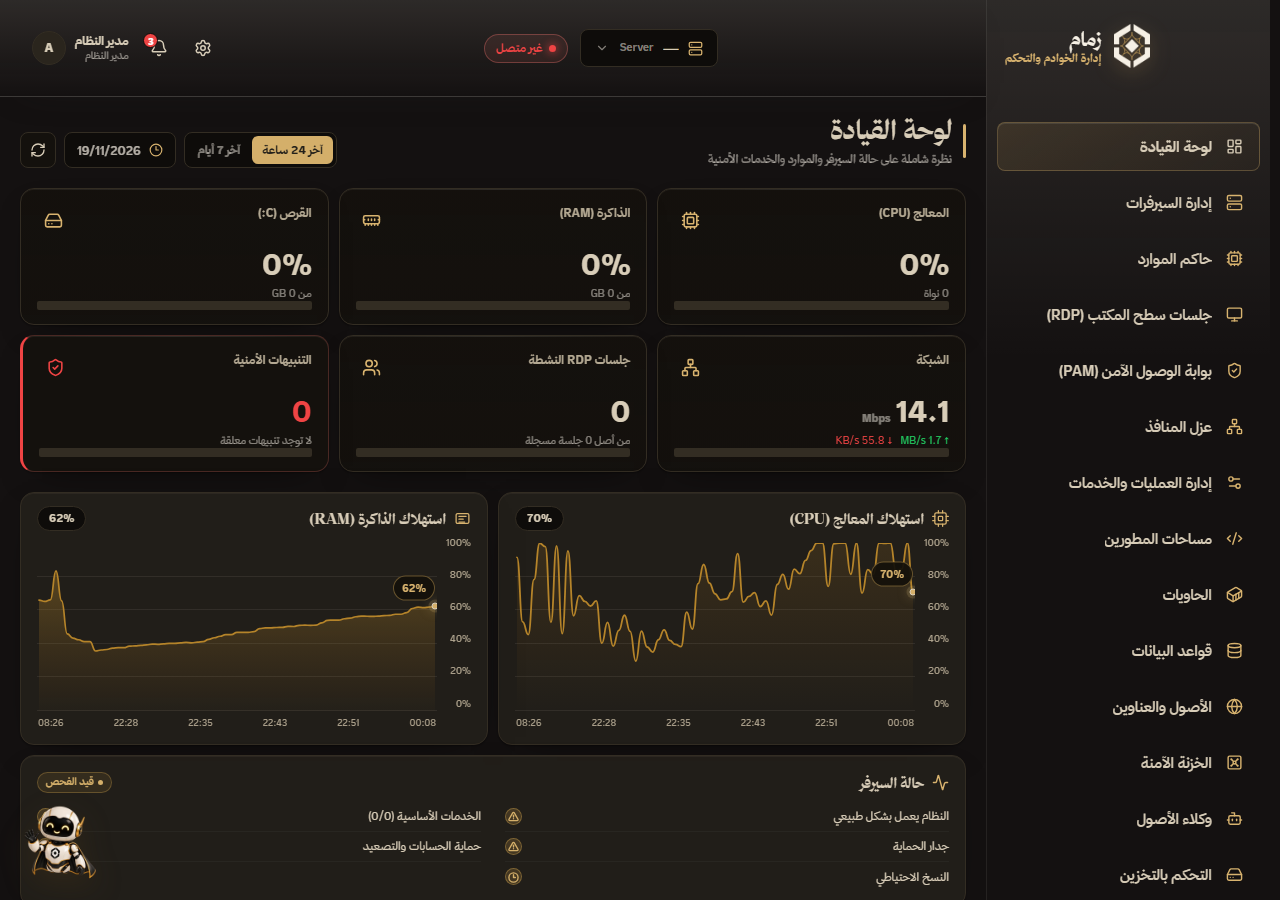 زمام
إدارة الخوادم والتحكم
لوحة القيادة
إدارة السيرفرات
حاكم الموارد
جلسات سطح المكتب (RDP)
بوابة الوصول الآمن (PAM)
عزل المنافذ
إدارة العمليات والخدمات
مساحات المطورين
الحاويات
قواعد البيانات
الأصول والعناوين
الخزنة الآمنة
وكلاء الأصول
التحكم بالتخزين
— Server
غير متصل
3
مدير النظام
مدير النظام
A
لوحة القيادة
نظرة شاملة على حالة السيرفر والموارد والخدمات الأمنية
آخر 24 ساعة
آخر 7 أيام
19/11/2026
المعالج (CPU)
0%
0 نواة
الذاكرة (RAM)
0%
من 0 GB
القرص (C:)
0%
من 0 GB
الشبكة
14.1 Mbps
↑ 1.7 MB/s ↓ 55.8 KB/s
جلسات RDP النشطة
0
من أصل 0 جلسة مسجلة
التنبيهات الأمنية
0
لا توجد تنبيهات معلقة
استهلاك المعالج (CPU)
70%
100%
80%
60%
40%
20%
0%
70%
08:26 22:28 22:35 22:43 22:51 00:08
استهلاك الذاكرة (RAM)
62%
100%
80%
60%
40%
20%
0%
62%
08:26 22:28 22:35 22:43 22:51 00:08
حالة السيرفر
قيد الفحص
النظام يعمل بشكل طبيعي
الخدمات الأساسية (0/0)
جدار الحماية
حماية الحسابات والتصعيد
النسخ الاحتياطي